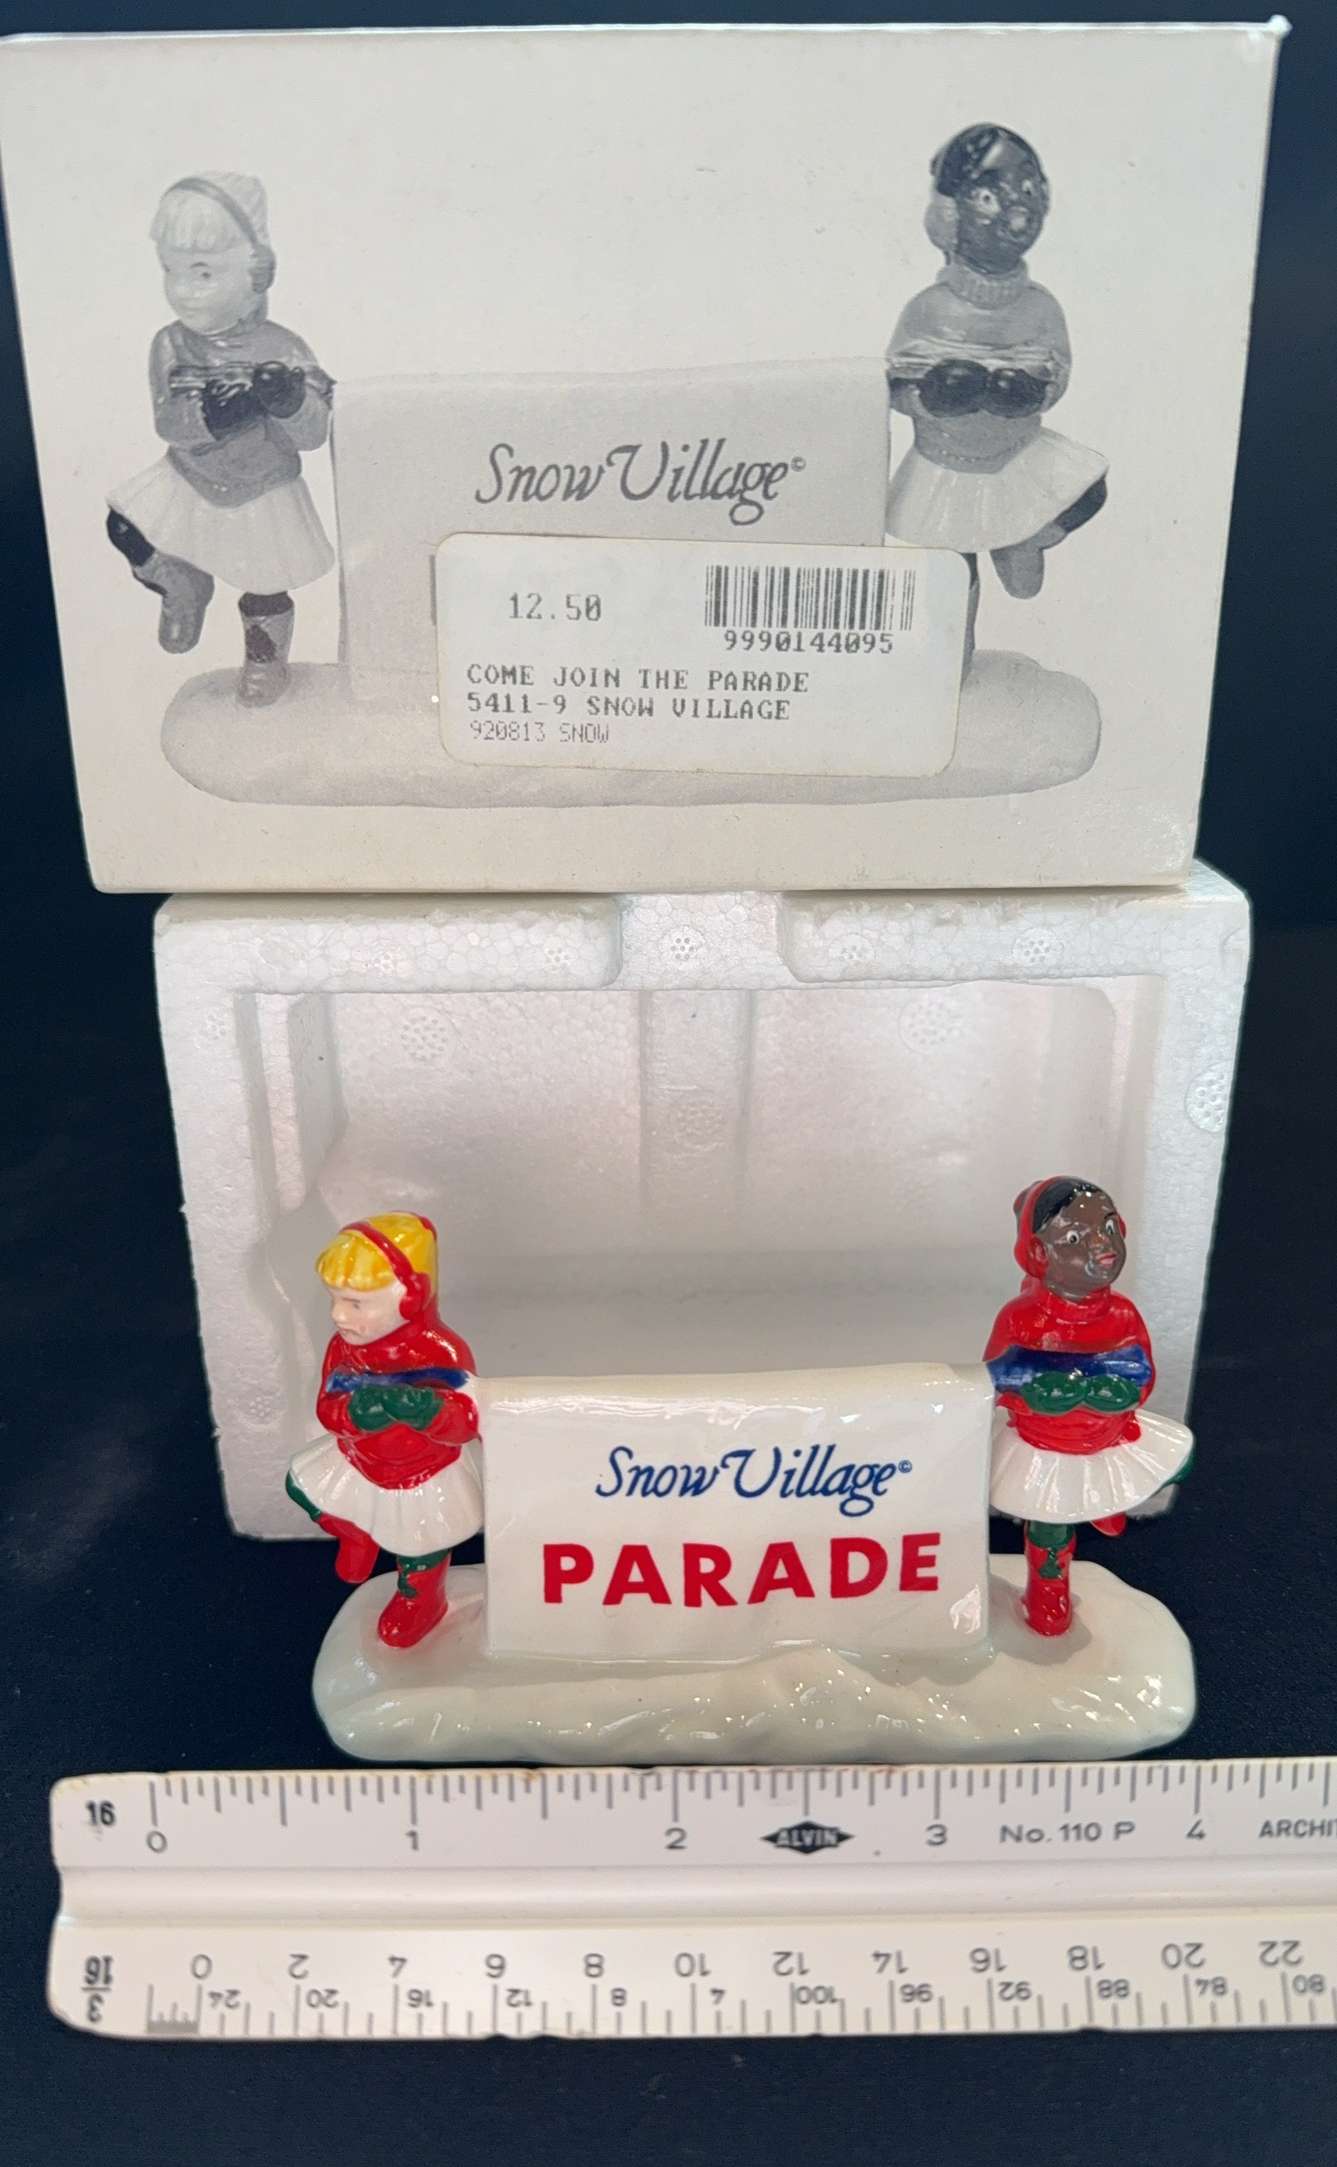 Snow Village©
12.50
9990144095
COME JOIN THE PARADE
5411-9 SNOW VILLAGE
920813 SNOW
Snow Village©
PARADE
16
0 1 2 ALVIN 3 No. 110 P 4 ARCHI
3/16
0 2 4 6 8 10 12 14 16 18 20 22
24 20 16 12 8 4 100 96 92 88 84 80